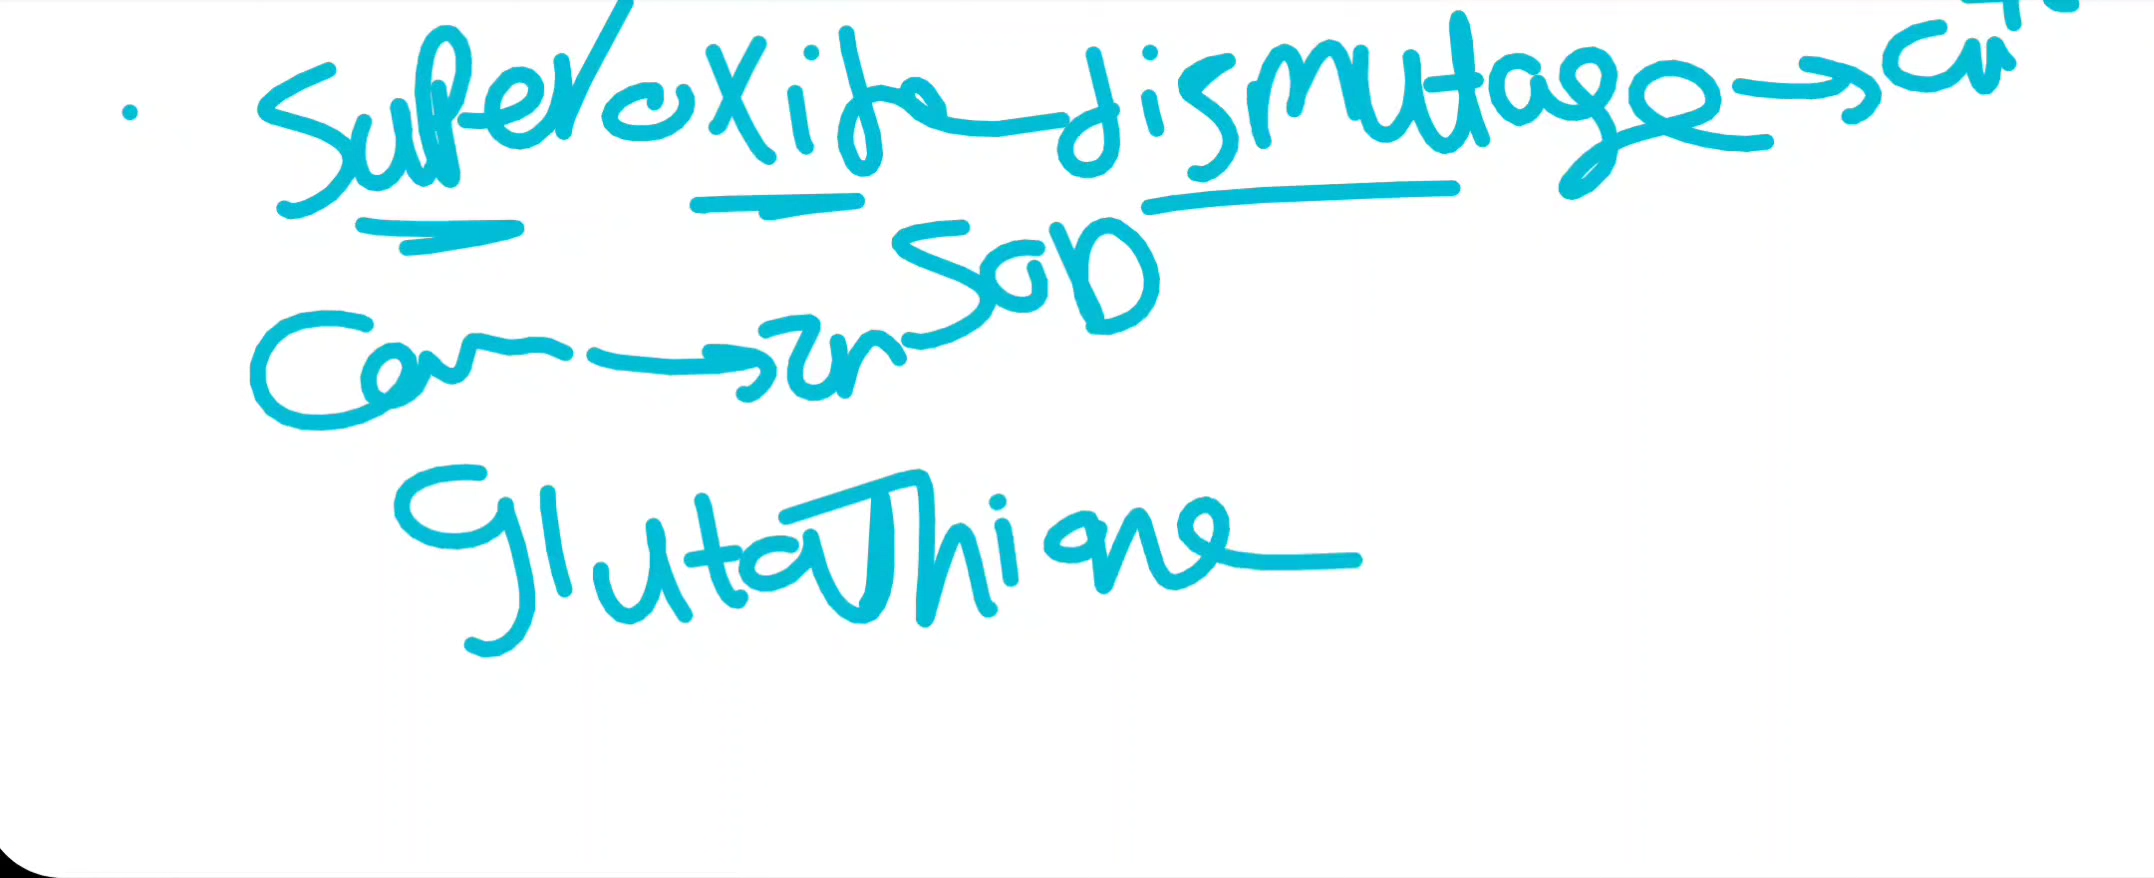 Superoxide dismutase → Cu
→ Zn SOD
Glutathione